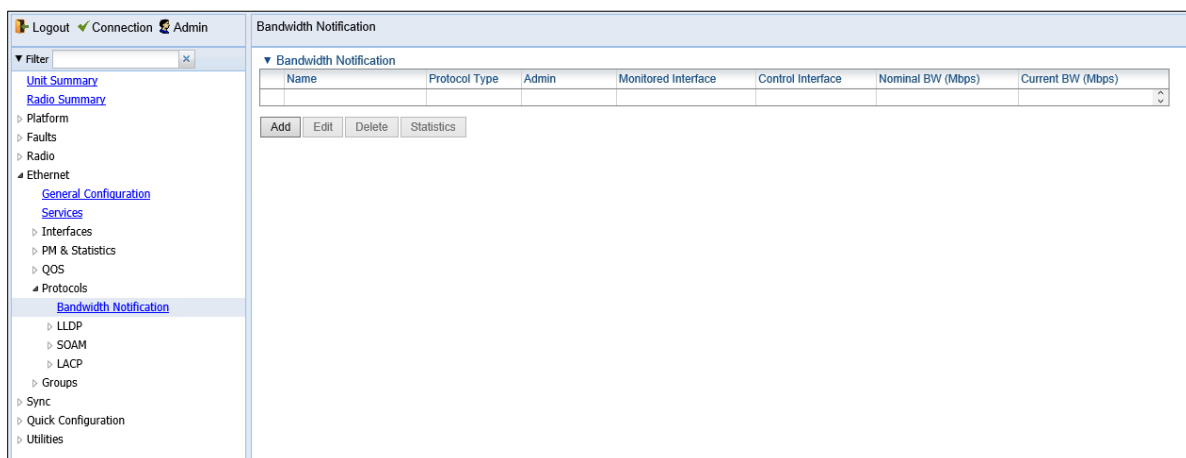 Logout Connection Admin
Filter
Unit Summary
Radio Summary
Platform
Faults
Radio
Ethernet
General Configuration
Services
Interfaces
PM & Statistics
QOS
Protocols
Bandwidth Notification
LLDP
SOAM
LACP
Groups
Sync
Quick Configuration
Utilities
Bandwidth Notification
Bandwidth Notification
Name Protocol Type Admin Monitored Interface Control Interface Nominal BW (Mbps) Current BW (Mbps)
Add Edit Delete Statistics